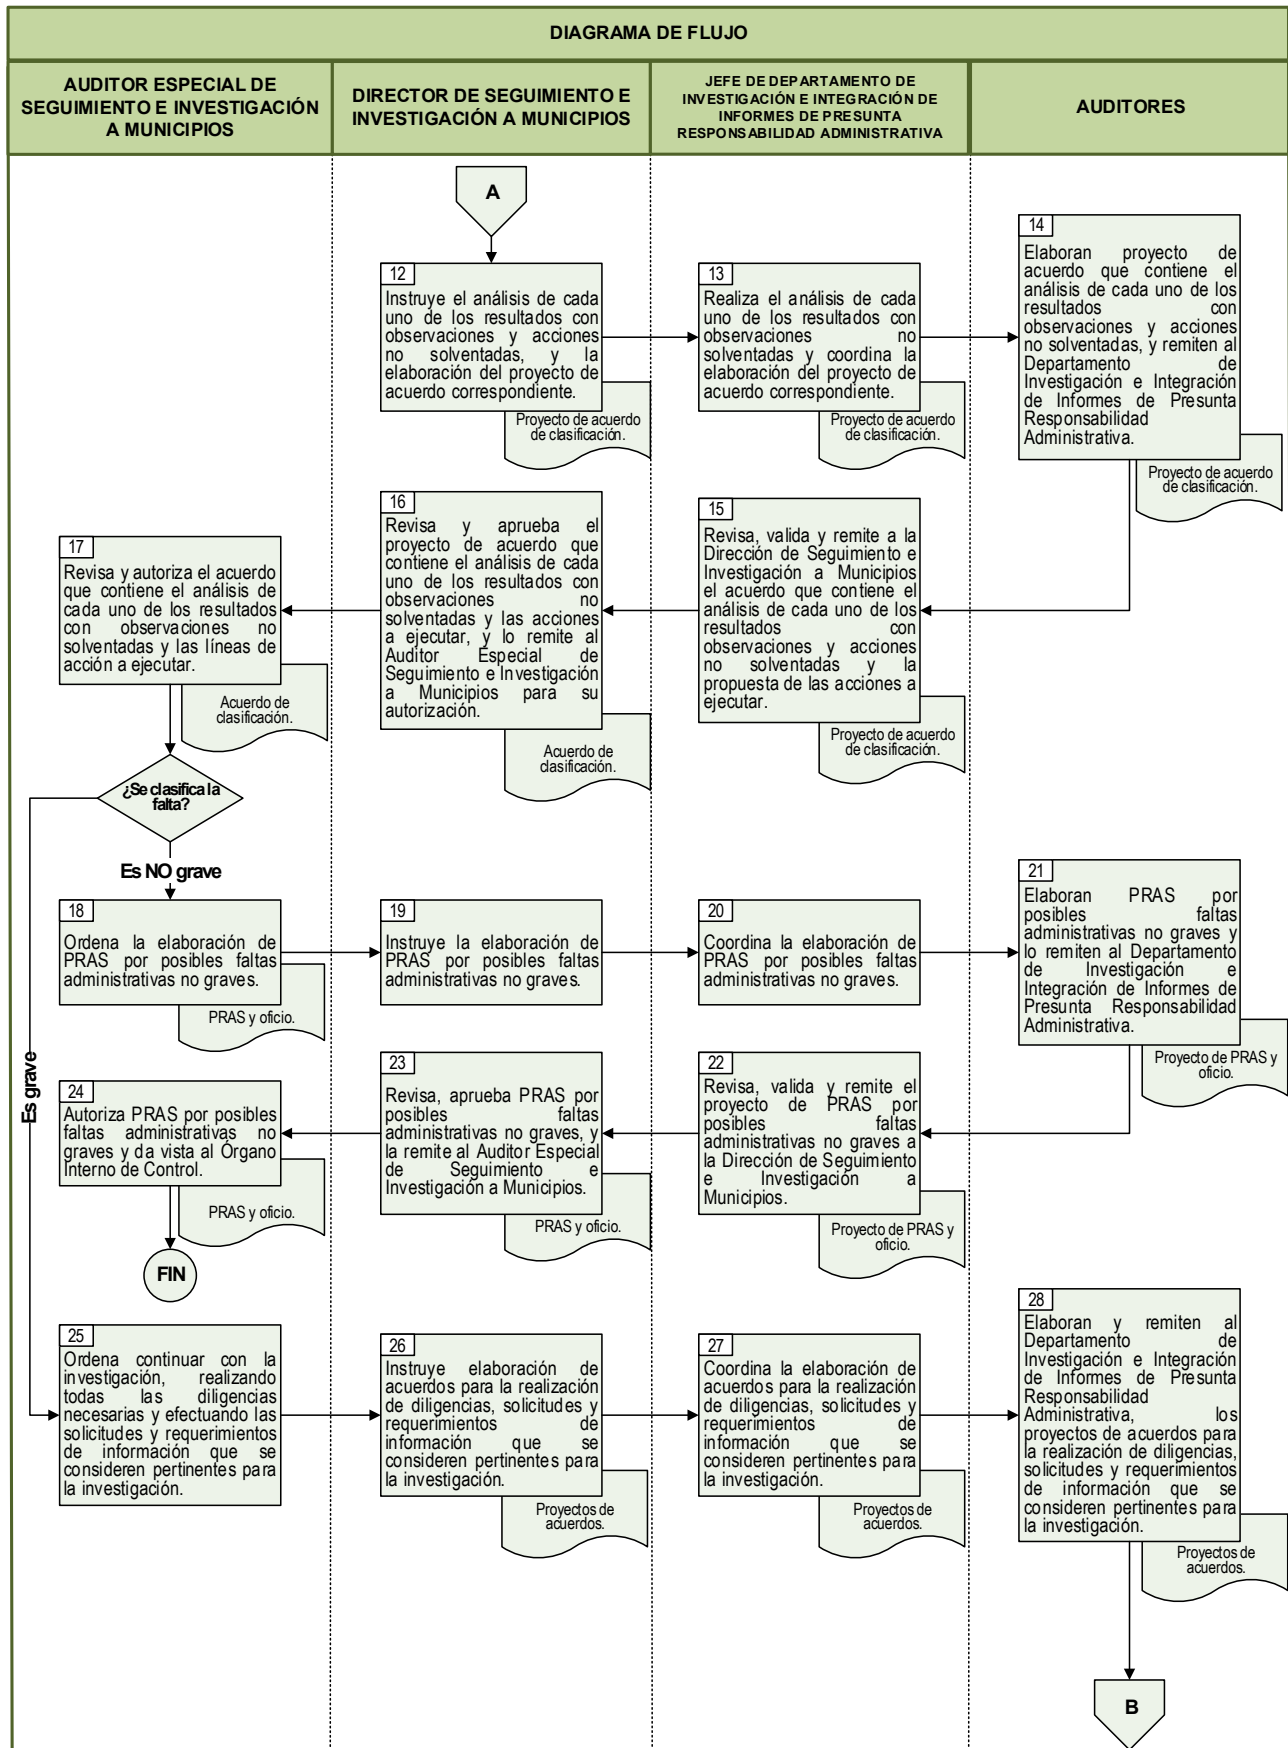 DIAGRAMA DE FLUJO
AUDITOR ESPECIAL DE
SEGUIMIENTO E INVESTIGACIÓN
A MUNICIPIOS
DIRECTOR DE SEGUIMIENTO E
INVESTIGACIÓN A MUNICIPIOS
JEFE DE DEPARTAMENTO DE
INVESTIGACIÓN E INTEGRACIÓN DE
INFORMES DE PRESUNTA
RESPONSABILIDAD ADMINISTRATIVA
AUDITORES
A
12
Instruye el análisis de cada
uno de los resultados con
observaciones y acciones
no solventadas, y la
elaboración del proyecto de
acuerdo correspondiente.
Proyecto de acuerdo
de clasificación.
13
Realiza el análisis de cada
uno de los resultados con
observaciones no
solventadas y coordina la
elaboración del proyecto de
acuerdo correspondiente.
Proyecto de acuerdo
de clasificación.
14
Elaboran proyecto de
acuerdo que contiene el
análisis de cada uno de los
resultados con
observaciones y acciones
no solventadas, y remiten al
Departamento de
Investigación e Integración
de Informes de Presunta
Responsabilidad
Administrativa.
Proyecto de acuerdo
de clasificación.
15
Revisa, valida y remite a la
Dirección de Seguimiento e
Investigación a Municipios
el acuerdo que contiene el
análisis de cada uno de los
resultados con
observaciones y acciones
no solventadas y la
propuesta de las acciones a
ejecutar.
Proyecto de acuerdo
de clasificación.
16
Revisa y aprueba el
proyecto de acuerdo que
contiene el análisis de cada
uno de los resultados con
observaciones no
solventadas y las acciones
a ejecutar, y lo remite al
Auditor Especial de
Seguimiento e Investigación
a Municipios para su
autorización.
Acuerdo de
clasificación.
17
Revisa y autoriza el acuerdo
que contiene el análisis de
cada uno de los resultados
con observaciones no
solventadas y las líneas de
acción a ejecutar.
Acuerdo de
clasificación.
¿Se clasifica la
falta?
Es NO grave
Es grave
18
Ordena la elaboración de
PRAS por posibles faltas
administrativas no graves.
PRAS y oficio.
19
Instruye la elaboración de
PRAS por posibles faltas
administrativas no graves.
20
Coordina la elaboración de
PRAS por posibles faltas
administrativas no graves.
21
Elaboran PRAS por
posibles faltas
administrativas no graves y
lo remiten al Departamento
de Investigación e
Integración de Informes de
Presunta Responsabilidad
Administrativa.
Proyecto de PRAS y
oficio.
22
Revisa, valida y remite el
proyecto de PRAS por
posibles faltas
administrativas no graves a
la Dirección de Seguimiento
e Investigación a
Municipios.
Proyecto de PRAS y
oficio.
23
Revisa, aprueba PRAS por
posibles faltas
administrativas no graves, y
la remite al Auditor Especial
de Seguimiento e
Investigación a Municipios.
PRAS y oficio.
24
Autoriza PRAS por posibles
faltas administrativas no
graves y da vista al Órgano
Interno de Control.
PRAS y oficio.
FIN
25
Ordena continuar con la
investigación, realizando
todas las diligencias
necesarias y efectuando las
solicitudes y requerimientos
de información que se
consideren pertinentes para
la investigación.
26
Instruye elaboración de
acuerdos para la realización
de diligencias, solicitudes y
requerimientos de
información que se
consideren pertinentes para
la investigación.
Proyectos de
acuerdos.
27
Coordina la elaboración de
acuerdos para la realización
de diligencias, solicitudes y
requerimientos de
información que se
consideren pertinentes para
la investigación.
Proyectos de
acuerdos.
28
Elaboran y remiten al
Departamento de
Investigación e Integración
de Informes de Presunta
Responsabilidad
Administrativa, los
proyectos de acuerdos para
la realización de diligencias,
solicitudes y requerimientos
de información que se
consideren pertinentes para
la investigación.
Proyectos de
acuerdos.
B